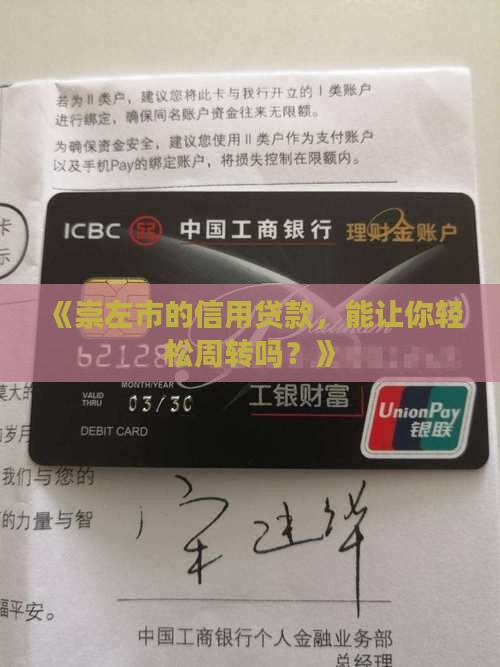 若为Ⅱ类户，建议您将此卡与我行开立的Ⅰ类账户
进行绑定，确保同名账户资金往来无限额。
为确保资金安全，建议您使用Ⅱ类户作为支付账户
以及手机Pay的绑定账户，将损失控制在限额内。
卡
示
ICBC 中国工商银行 理财金账户
《崇左市的信用贷款，能让你轻
松周转吗？》
62128
MONTH/YEAR
VALID
THRU
03/30
工银财富
DEBIT CARD
UnionPay
银联
岁月
我们与您的
的力量与智
福平安。
中国工商银行个人金融业务部
总经理